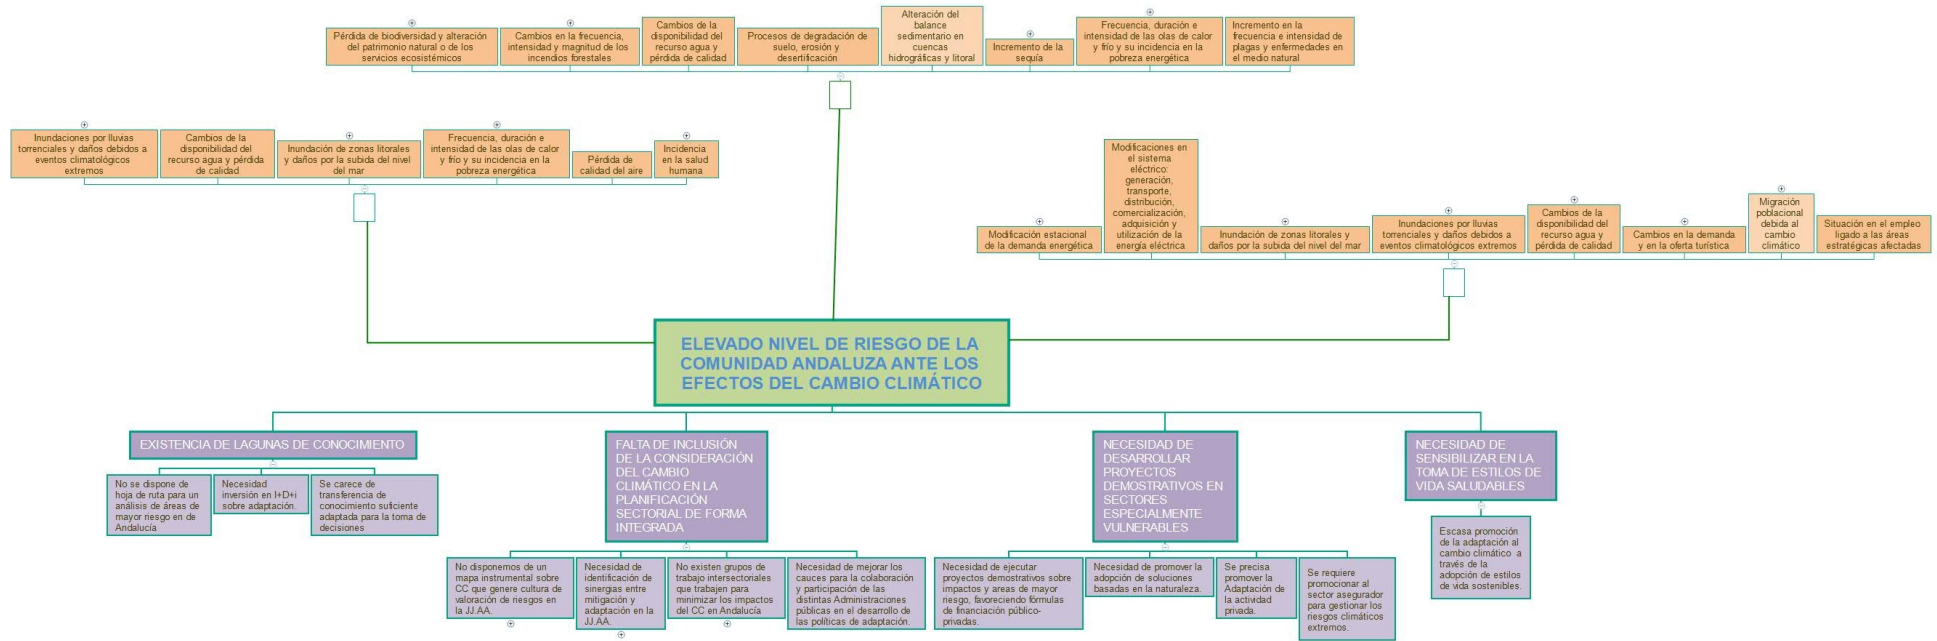 Pérdida de biodiversidad y alteración
del patrimonio natural o de los
servicios ecosistémicos
Cambios en la frecuencia,
intensidad y magnitud de los
incendios forestales
Cambios de la
disponibilidad del
recurso agua y
pérdida de calidad
Procesos de degradación de
suelo, erosión y
desertificación
Alteración del
balance
sedimentario en
cuencas
hidrográficas y litoral
Incremento de la
sequía
Frecuencia, duración e
intensidad de las olas de calor
y frío y su incidencia en la
pobreza energética
Incremento en la
frecuencia e intensidad de
plagas y enfermedades en
el medio natural
Inundaciones por lluvias
torrenciales y daños debidos a
eventos climatológicos
extremos
Cambios de la
disponibilidad del
recurso agua y pérdida
de calidad
Inundación de zonas litorales
y daños por la subida del nivel
del mar
Frecuencia, duración e
intensidad de las olas de calor
y frío y su incidencia en la
pobreza energética
Pérdida de
calidad del aire
Incidencia
en la salud
humana
Modificación estacional
de la demanda energética
Modificaciones en
el sistema
eléctrico:
generación,
transporte,
distribución,
comercialización,
adquisición y
utilización de la
energía eléctrica
Inundación de zonas litorales y
daños por la subida del nivel del mar
Inundaciones por lluvias
torrenciales y daños debidos a
eventos climatológicos extremos
Cambios de la
disponibilidad del
recurso agua y
pérdida de calidad
Cambios en la demanda
y en la oferta turística
Migración
poblacional
debida al
cambio
climático
Situación en el empleo
ligado a las áreas
estratégicas afectadas
ELEVADO NIVEL DE RIESGO DE LA
COMUNIDAD ANDALUZA ANTE LOS
EFECTOS DEL CAMBIO CLIMÁTICO
EXISTENCIA DE LAGUNAS DE CONOCIMIENTO
No se dispone de
hoja de ruta para un
análisis de áreas de
mayor riesgo en de
Andalucía
Necesidad
inversión en I+D+i
sobre adaptación.
Se carece de
transferencia de
conocimiento suficiente
adaptada para la toma de
decisiones
FALTA DE INCLUSIÓN
DE LA CONSIDERACIÓN
DEL CAMBIO
CLIMÁTICO EN LA
PLANIFICACIÓN
SECTORIAL DE FORMA
INTEGRADA
No disponemos de un
mapa instrumental sobre
CC que genere cultura de
valoración de riesgos en
la JJ.AA.
Necesidad de
identificación de
sinergias entre
mitigación y
adaptación en la
JJ.AA.
No existen grupos de
trabajo intersectoriales
que trabajen para
minimizar los impactos
del CC en Andalucía
Necesidad de mejorar los
cauces para la colaboración
y participación de las
distintas Administraciones
públicas en el desarrollo de
las políticas de adaptación.
NECESIDAD DE
DESARROLLAR
PROYECTOS
DEMOSTRATIVOS EN
SECTORES
ESPECIALMENTE
VULNERABLES
Necesidad de ejecutar
proyectos demostrativos sobre
impactos y areas de mayor
riesgo, favoreciendo fórmulas
de financiación público-
privadas.
Necesidad de promover la
adopción de soluciones
basadas en la naturaleza.
Se precisa
promover la
Adaptación de
la actividad
privada.
Se requiere
promocionar al
sector asegurador
para gestionar los
riesgos climáticos
extremos.
NECESIDAD DE
SENSIBILIZAR EN LA
TOMA DE ESTILOS DE
VIDA SALUDABLES
Escasa promoción
de la adaptación al
cambio climático a
través de la
adopción de estilos
de vida sostenibles.